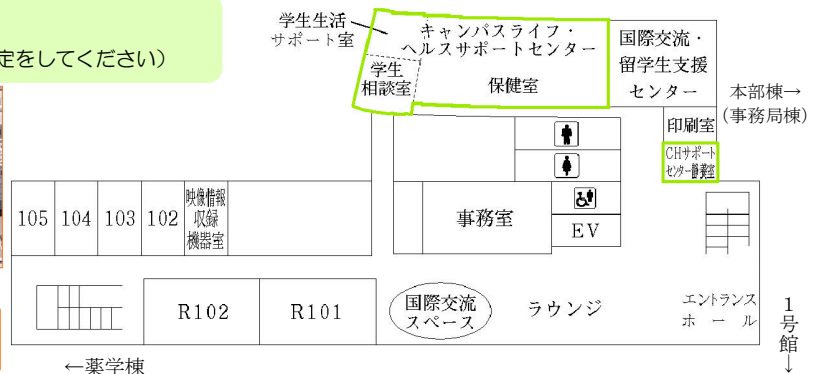 定をしてください）
学生生活
サポート室
キャンパスライフ・
ヘルスサポートセンター
学生
相談室
保健室
国際交流・
留学生支援
センター
本部棟→
（事務局棟）
印刷室
CHサポート
センター静養室
105
104
103
102
映像情報
収録
機器室
事務室
EV
R102
R101
国際交流
スペース
ラウンジ
エントランス
ホール
1号館↓
←薬学棟